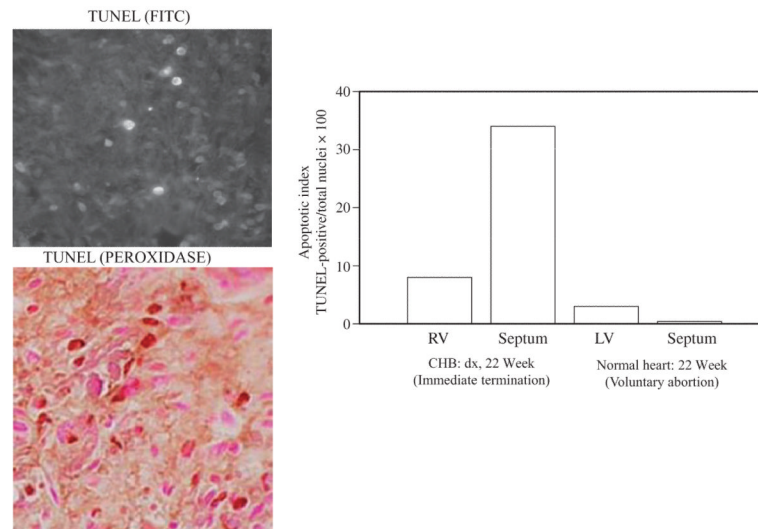 TUNEL (FITC)
TUNEL (PEROXIDASE)
Apoptotic index
TUNEL-positive/total nuclei × 100
40
30
20
10
0
RV Septum LV Septum
CHB: dx, 22 Week Normal heart: 22 Week
(Immediate termination) (Voluntary abortion)